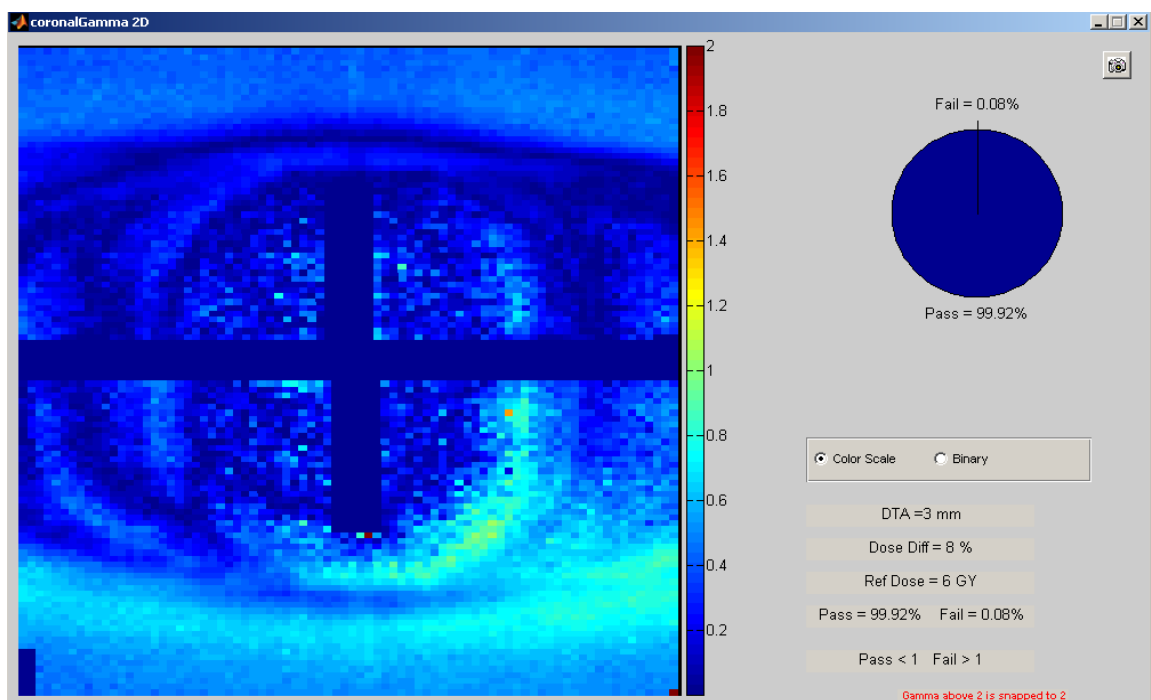 coronalGamma 2D
2
1.8
1.6
1.4
1.2
1
0.8
0.6
0.4
0.2
Fail = 0.08%
Pass = 99.92%
Color Scale Binary
DTA =3 mm
Dose Diff = 8 %
Ref Dose = 6 GY
Pass = 99.92% Fail = 0.08%
Pass < 1 Fail > 1
Gamma above 2 is snapped to 2